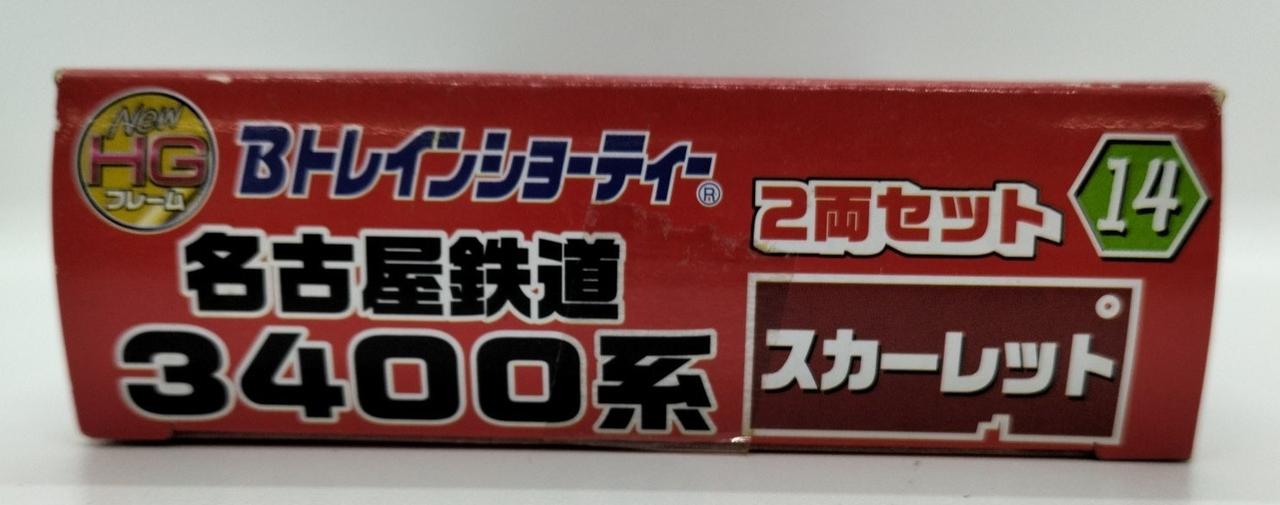 New
HG
フレーム
Bトレインショーティー®
名古屋鉄道
3400系
2両セット
14
スカーレット